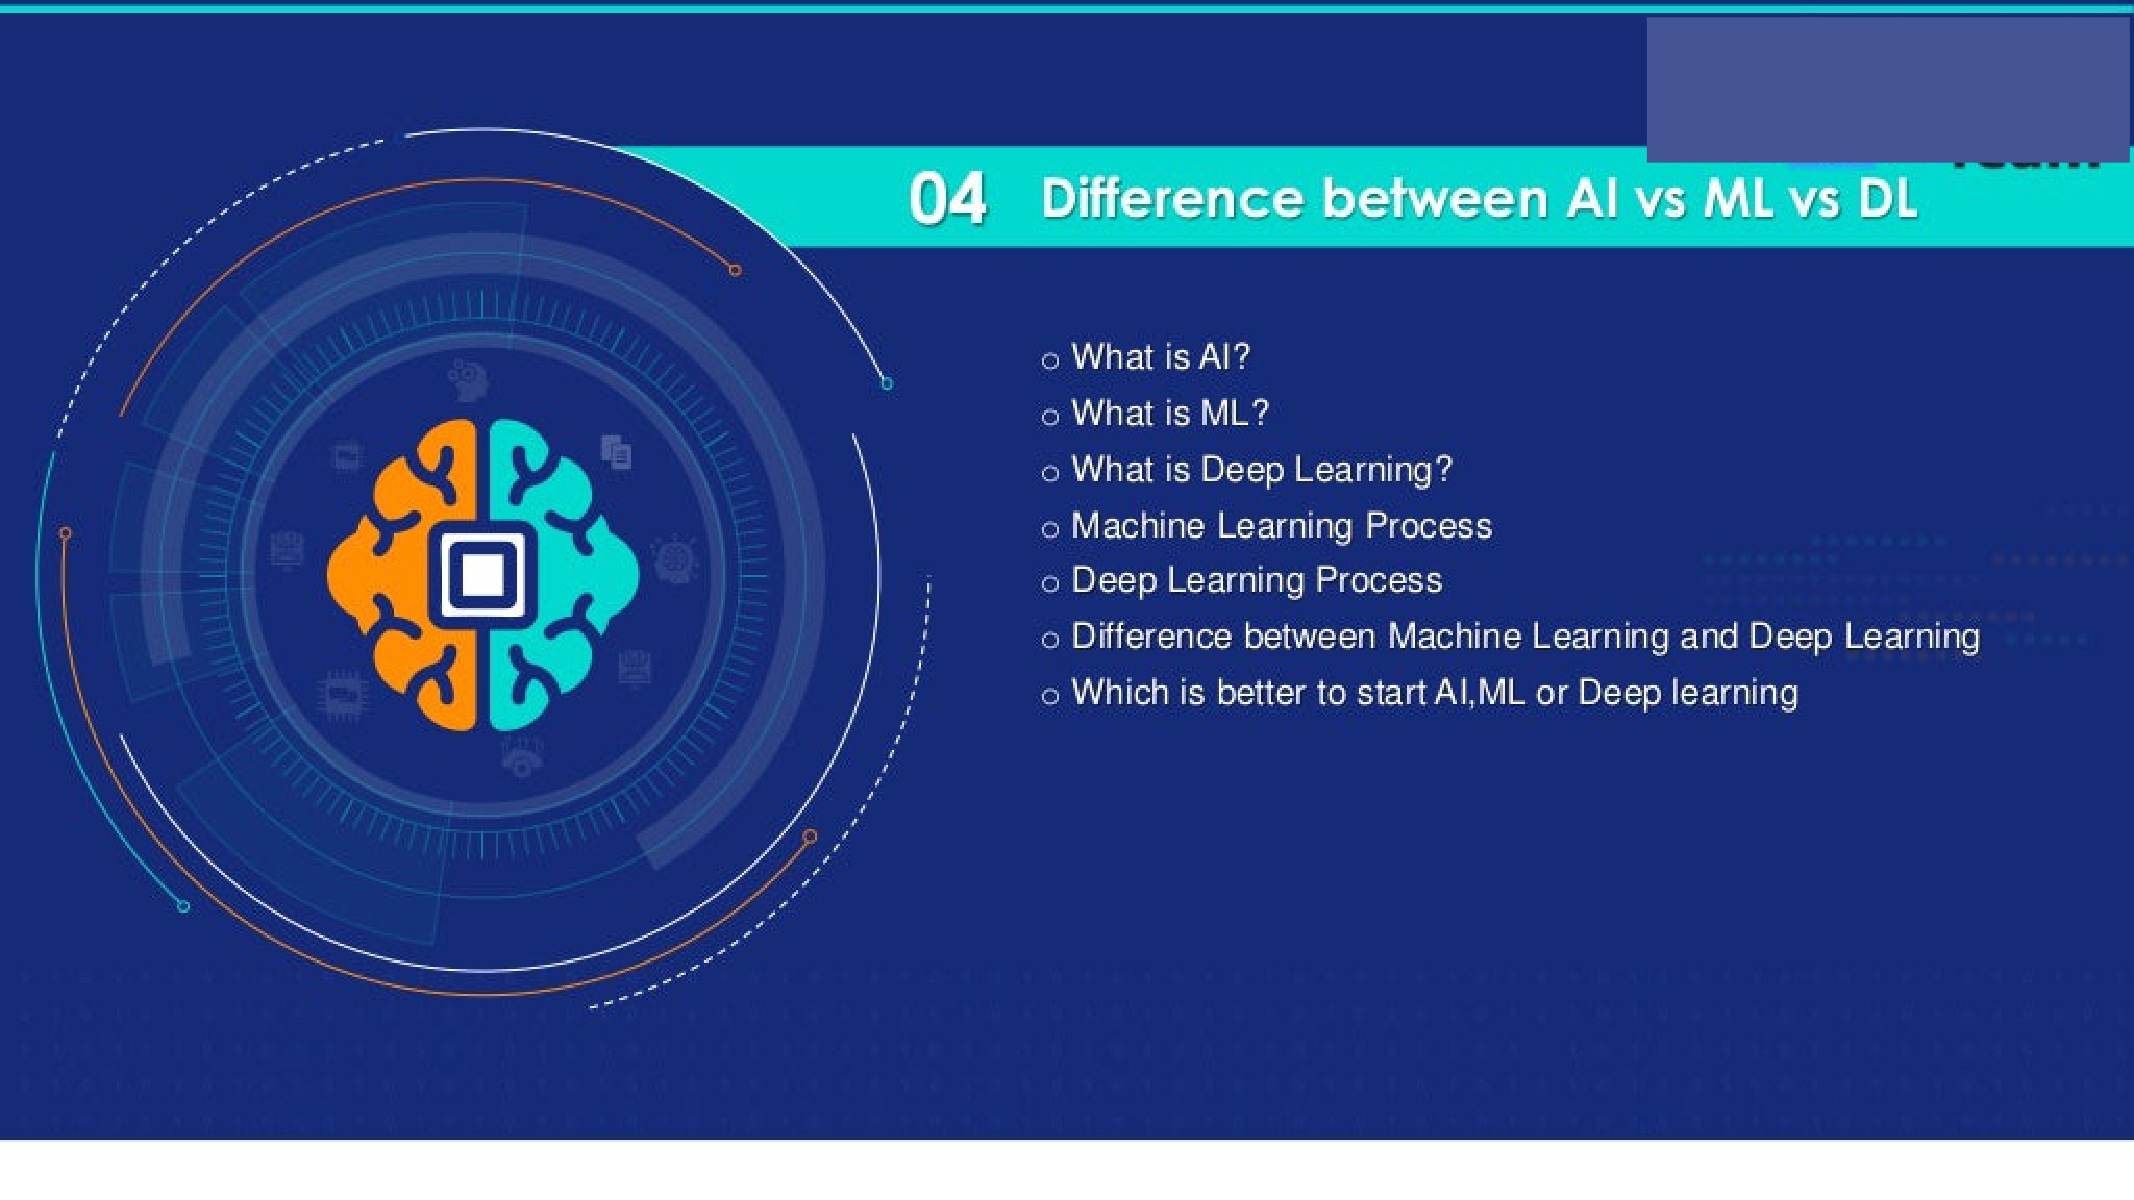 04 Difference between AI vs ML vs DL
o What is AI?
o What is ML?
o What is Deep Learning?
o Machine Learning Process
o Deep Learning Process
o Difference between Machine Learning and Deep Learning
o Which is better to start AI,ML or Deep learning